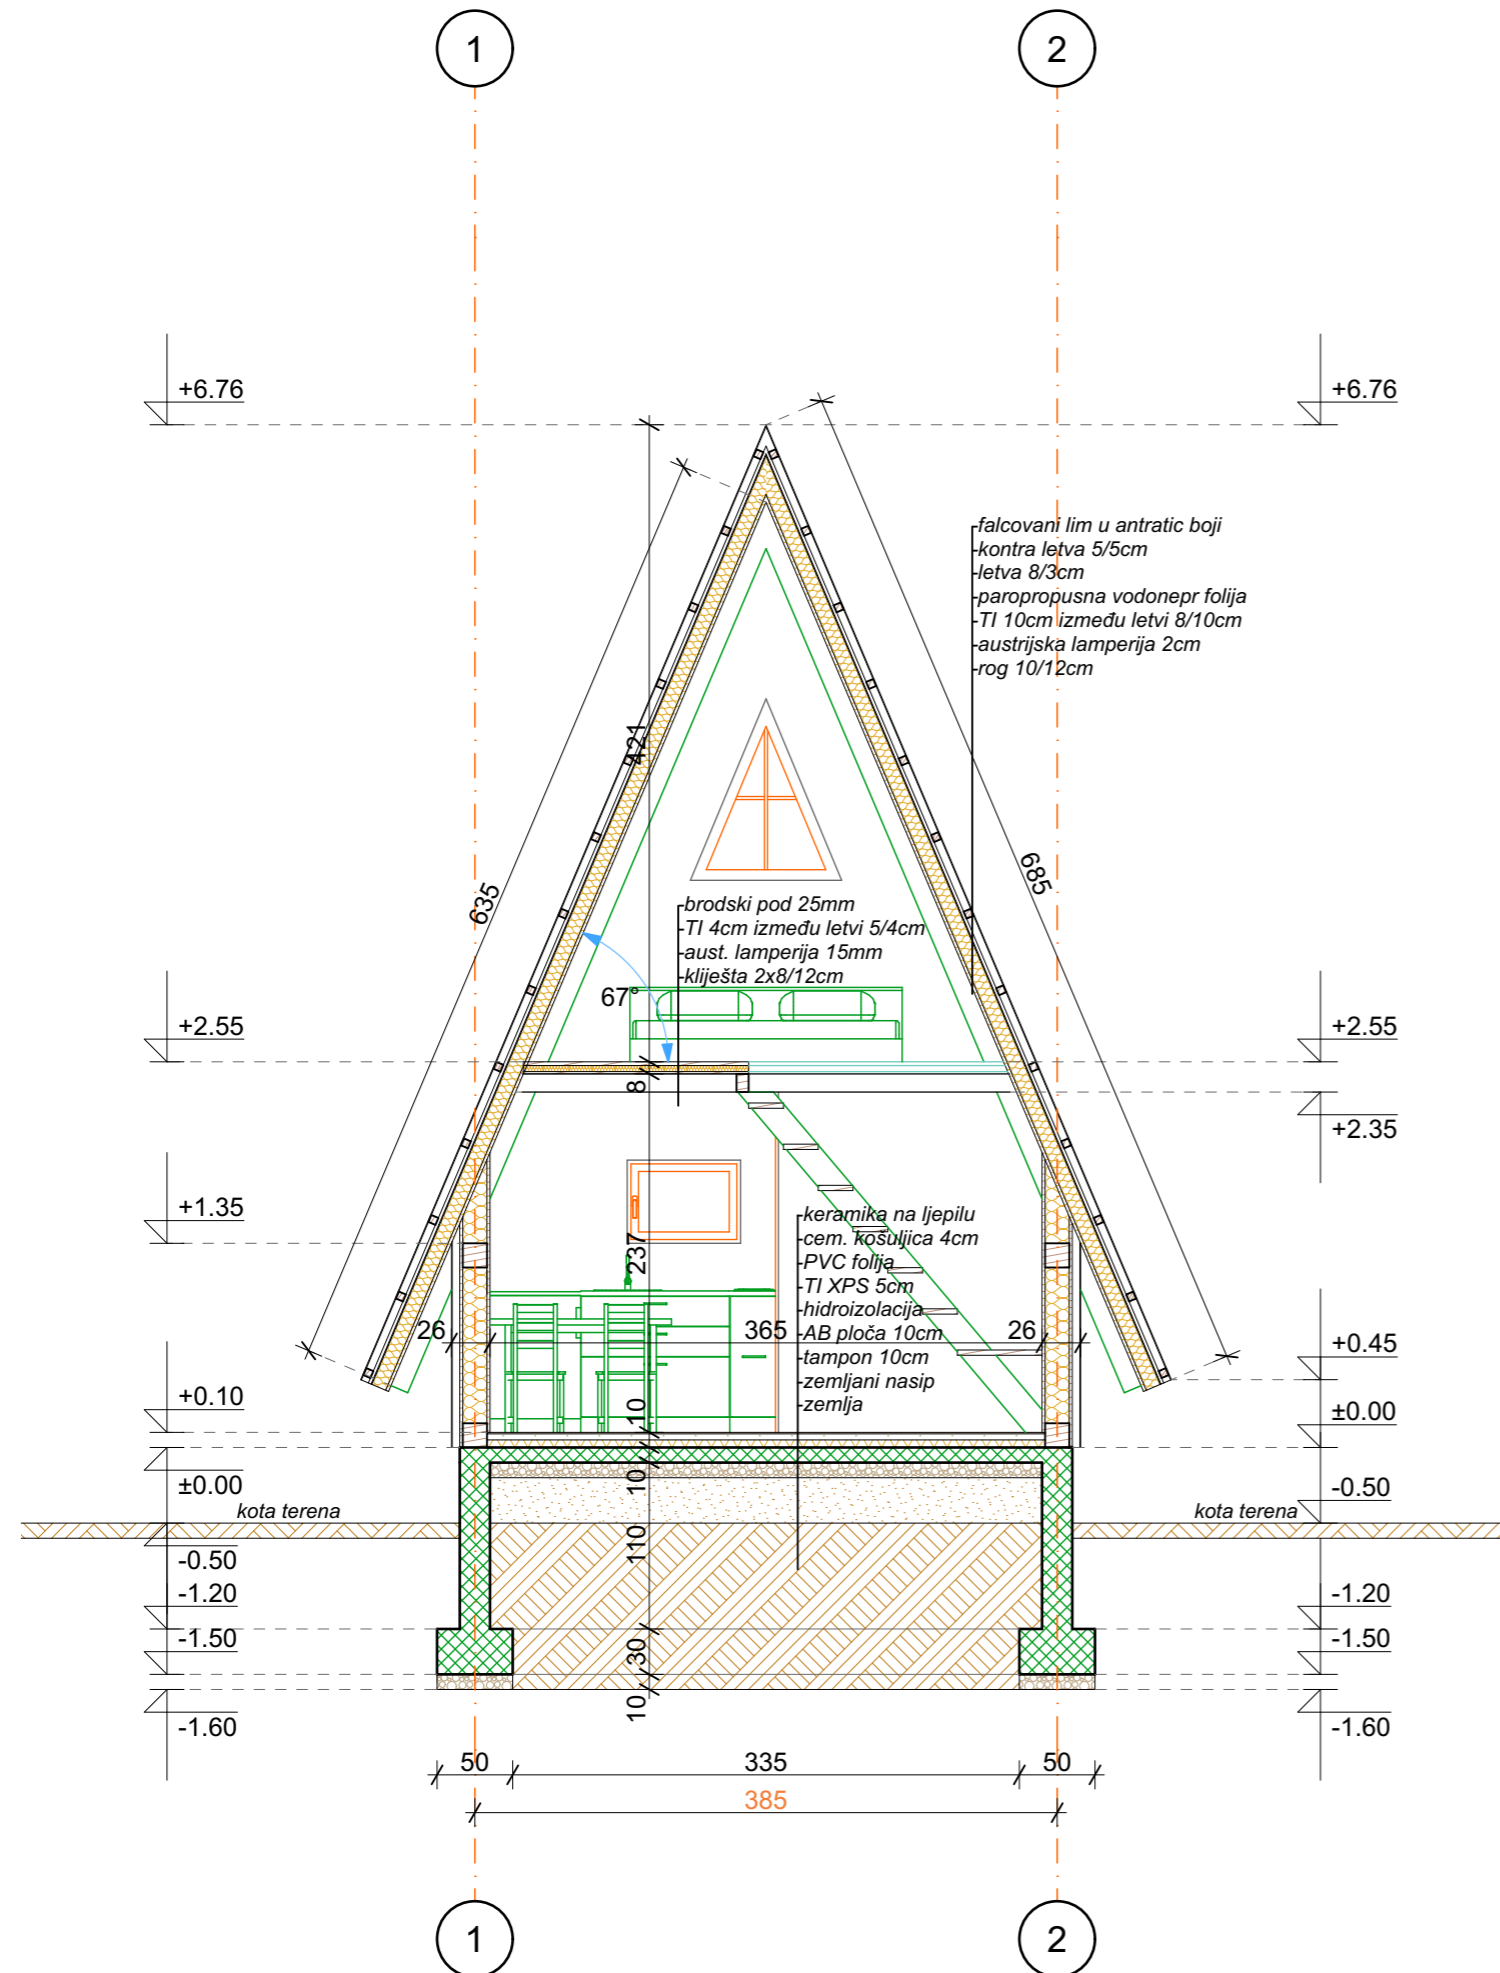 1
2
+6.76
+6.76
falcovani lim u antratic boji
kontra letva 5/5cm
letva 8/3cm
paropropusna vodonepr folija
TI 10cm između letvi 8/10cm
austrijska lamperija 2cm
rog 10/12cm
421
635
685
brodski pod 25mm
TI 4cm između letvi 5/4cm
aust. lamperija 15mm
kliješta 2x8/12cm
67°
+2.55
+2.55
8
+2.35
+1.35
237
keramika na ljepilu
cem. košuljica 4cm
PVC folija
TI XPS 5cm
hidroizolacija
AB ploča 10cm
tampon 10cm
zemljani nasip
zemlja
26
365
26
+0.45
+0.10
10
±0.00
±0.00
10
-0.50
kota terena
kota terena
-0.50
110
-1.20
-1.20
-1.50
30
-1.50
10
-1.60
-1.60
50
335
50
385
1
2